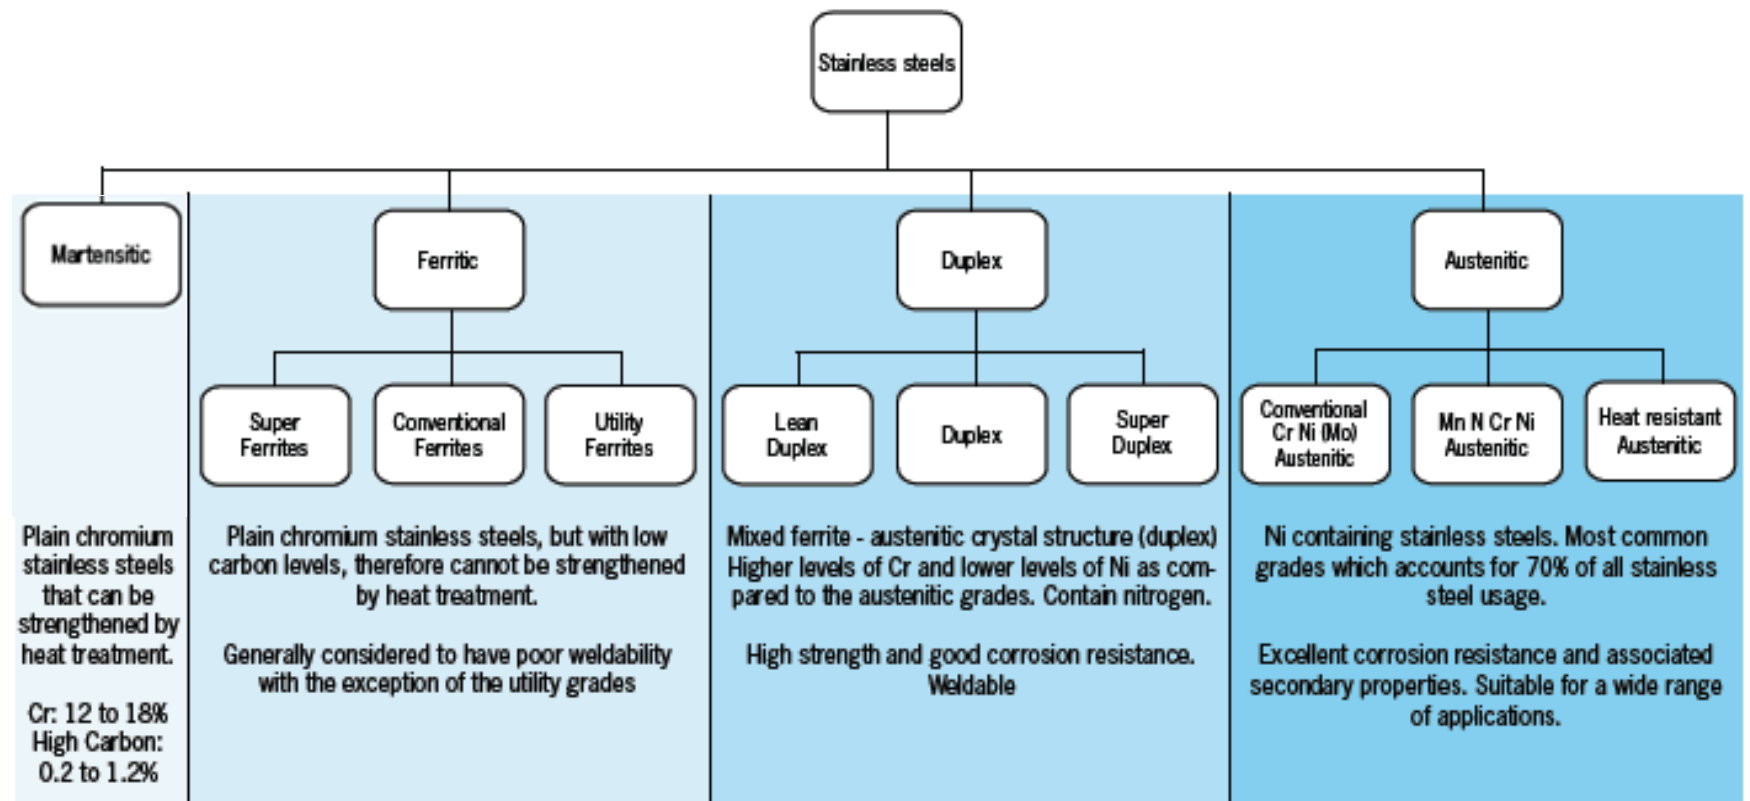 Stainless steels
Martensitic
Ferritic
Duplex
Austenitic
Super
Ferrites
Conventional
Ferrites
Utility
Ferrites
Lean
Duplex
Duplex
Super
Duplex
Conventional
Cr Ni (Mo)
Austenitic
Mn N Cr Ni
Austenitic
Heat resistant
Austenitic
Plain chromium
stainless steels
that can be
strengthened by
heat treatment.
Cr: 12 to 18%
High Carbon:
0.2 to 1.2%
Plain chromium stainless steels, but with low
carbon levels, therefore cannot be strengthened
by heat treatment.
Generally considered to have poor weldability
with the exception of the utility grades
Mixed ferrite - austenitic crystal structure (duplex)
Higher levels of Cr and lower levels of Ni as com-
pared to the austenitic grades. Contain nitrogen.
High strength and good corrosion resistance.
Weldable
Ni containing stainless steels. Most common
grades which accounts for 70% of all stainless
steel usage.
Excellent corrosion resistance and associated
secondary properties. Suitable for a wide range
of applications.